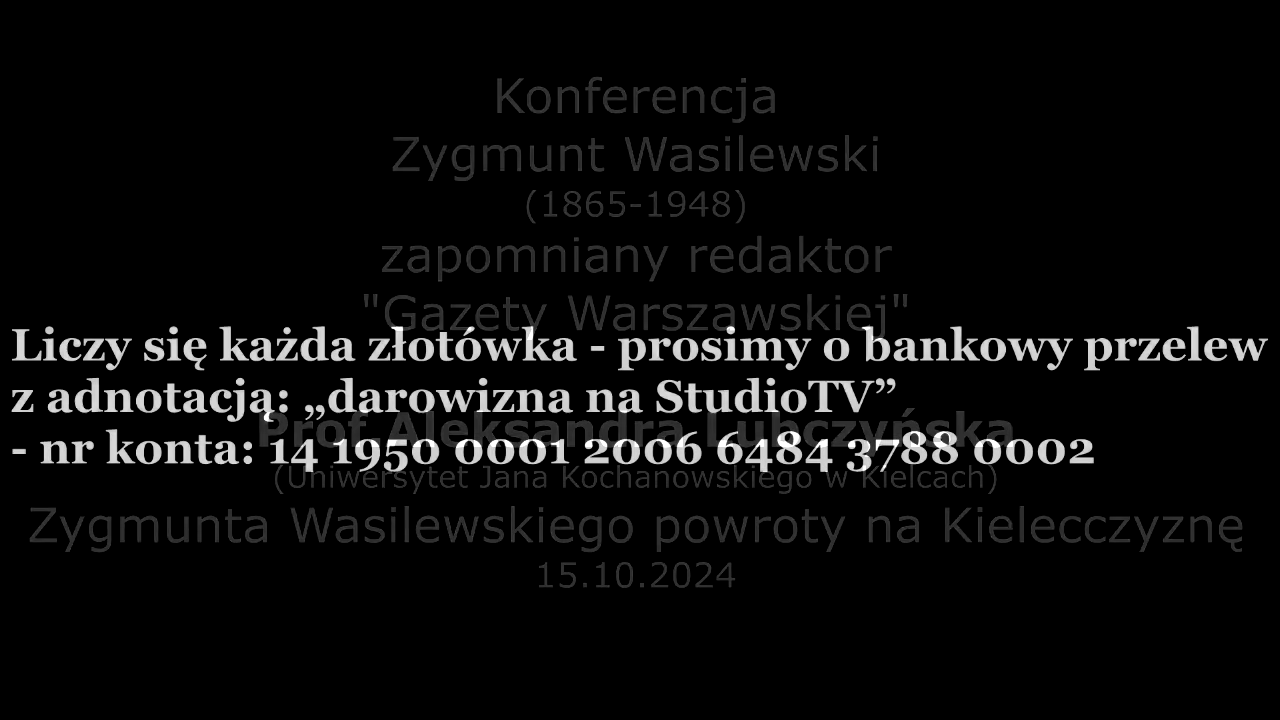 Konferencja
Zygmunt Wasilewski
(1865-1948)
zapomniany redaktor
"Gazety Warszawskiej"
Liczy się każda złotówka - prosimy o bankowy przelew
z adnotacją: „darowizna na StudioTV”
Prof. Aleksandra Lubczyńska
- nr konta: 14 1950 0001 2006 6484 3788 0002
(Uniwersytet Jana Kochanowskiego w Kielcach)
Zygmunta Wasilewskiego powroty na Kielecczyznę
15.10.2024